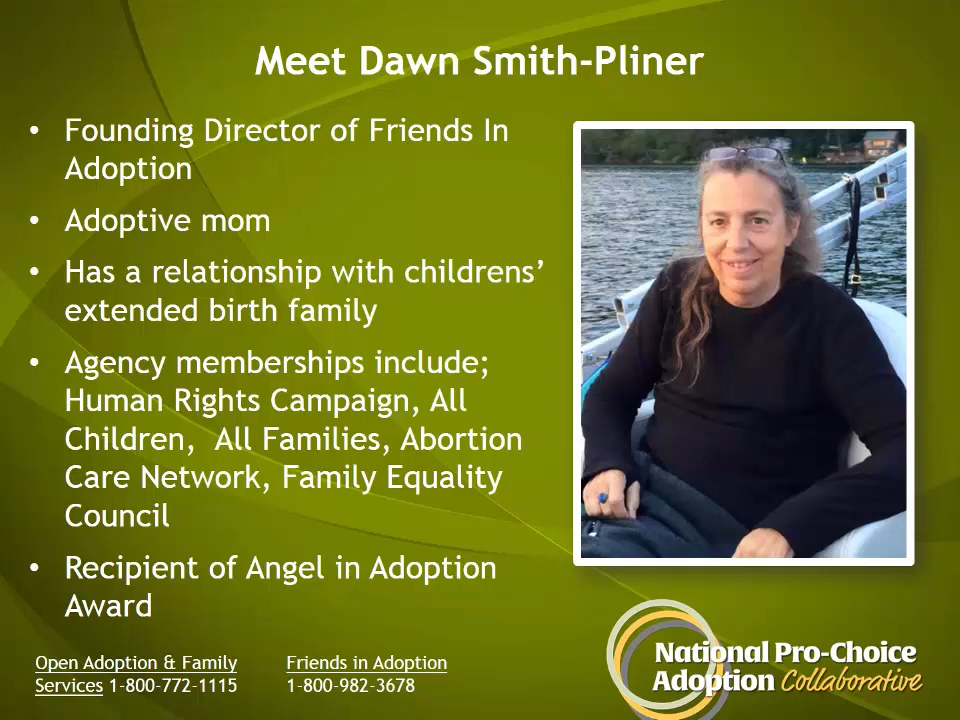 Meet Dawn Smith-Pliner
• Founding Director of Friends In
Adoption
• Adoptive mom
• Has a relationship with childrens’
extended birth family
• Agency memberships include;
Human Rights Campaign, All
Children,  All Families, Abortion
Care Network, Family Equality
Council
• Recipient of Angel in Adoption
Award
Open Adoption & Family
Services 1-800-772-1115
Friends in Adoption
1-800-982-3678
National Pro-Choice
Adoption Collaborative